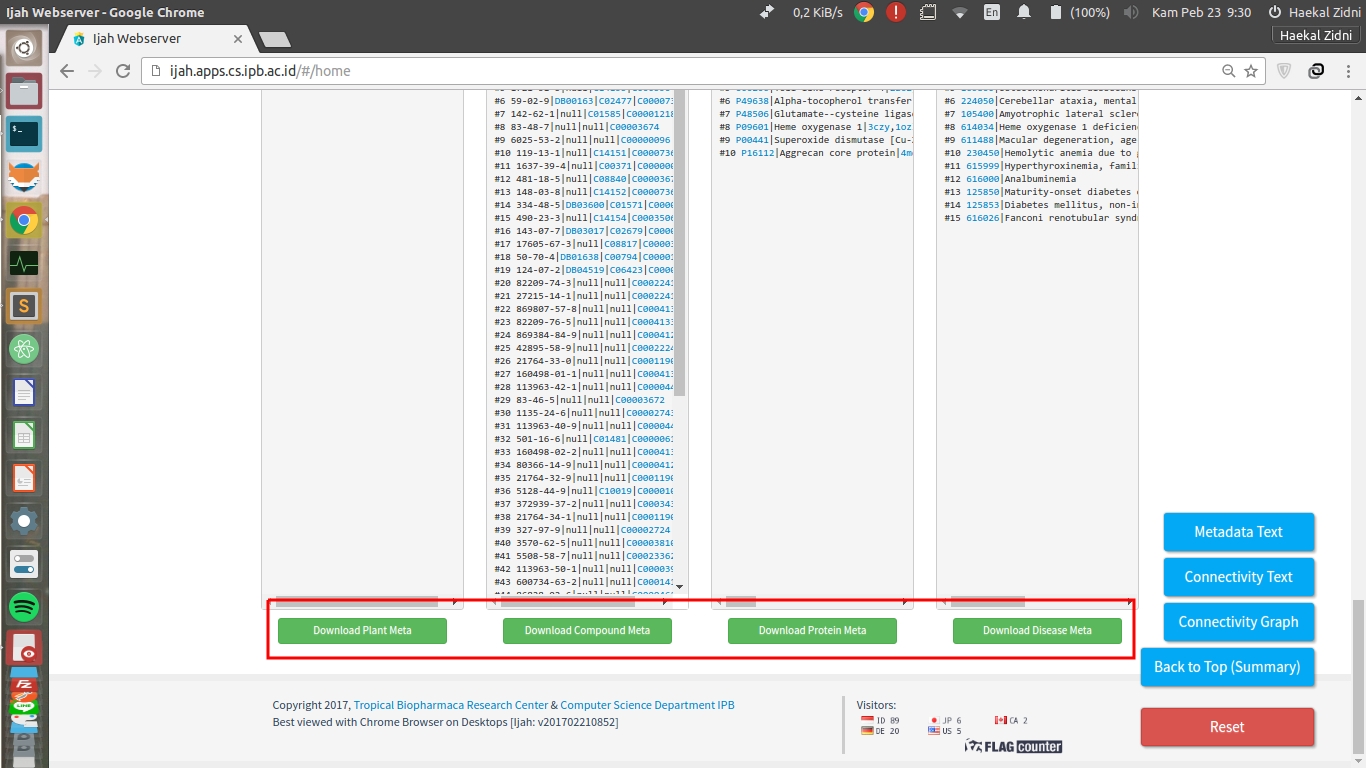 Ijah Webserver - Google Chrome
0,2 KiB/s
En
(100%)
Kam Peb 23 9:30
Haekal Zidni
Ijah Webserver
Haekal Zidni
ijah.apps.cs.ipb.ac.id/#/home
#6 59-02-9|DB00163|C02477|C000073
#7 142-62-1|null|C01585|C00001218
#8 83-48-7|null|null|C00003674
#9 6025-53-2|null|null|C00000096
#10 119-13-1|null|C14151|C0000736
#11 1637-39-4|null|C00371|C000000
#12 481-18-5|null|C08840|C0000367
#13 148-03-8|null|C14152|C0000736
#14 334-48-5|DB03600|C01571|C0000
#15 490-23-3|null|C14154|C0003506
#16 143-07-7|DB03017|C02679|C0000
#17 17605-67-3|null|C08817|C00003
#18 50-70-4|DB01638|C00794|C00001
#19 124-07-2|DB04519|C06423|C0000
#20 82209-74-3|null|null|C0002241
#21 27215-14-1|null|null|C0002241
#22 869807-57-8|null|null|C000413
#23 82209-76-5|null|null|C0004133
#24 869384-84-9|null|null|C000412
#25 42895-58-9|null|null|C0002224
#26 21764-33-0|null|null|C0001190
#27 160498-01-1|null|null|C000413
#28 113963-42-1|null|null|C000044
#29 83-46-5|null|null|C00003672
#30 1135-24-6|null|null|C00002743
#31 113963-40-9|null|null|C000044
#32 501-16-6|null|C01481|C0000061
#33 160498-02-2|null|null|C000413
#34 80366-14-9|null|null|C0000412
#35 21764-32-9|null|null|C0001190
#36 5128-44-9|null|C10019|C000010
#37 372939-37-2|null|null|C000343
#38 21764-34-1|null|null|C0001190
#39 327-97-9|null|null|C00002724
#40 3570-62-5|null|null|C00003810
#41 5508-58-7|null|null|C00023362
#42 113963-50-1|null|null|C000039
#43 600734-63-2|null|null|C000141
#6 P49638|Alpha-tocopherol transfer
#7 P48506|Glutamate--cysteine ligas
#8 P09601|Heme oxygenase 1|3czy,1oz
#9 P00441|Superoxide dismutase [Cu-
#10 P16112|Aggrecan core protein|4m
#6 224050|Cerebellar ataxia, mental
#7 105400|Amyotrophic lateral scler
#8 614034|Heme oxygenase 1 deficien
#9 611488|Macular degeneration, age
#10 230450|Hemolytic anemia due to
#11 615999|Hyperthyroxinemia, famil
#12 616000|Analbuminemia
#13 125850|Maturity-onset diabetes
#14 125853|Diabetes mellitus, non-i
#15 616026|Fanconi renotubular synd
Download Plant Meta
Download Compound Meta
Download Protein Meta
Download Disease Meta
Metadata Text
Connectivity Text
Connectivity Graph
Back to Top (Summary)
Reset
Copyright 2017, Tropical Biopharmaca Research Center & Computer Science Department IPB
Best viewed with Chrome Browser on Desktops [Ijah: v201702210852]
Visitors:
ID 89
JP 6
CA 2
DE 20
US 5
FLAG counter